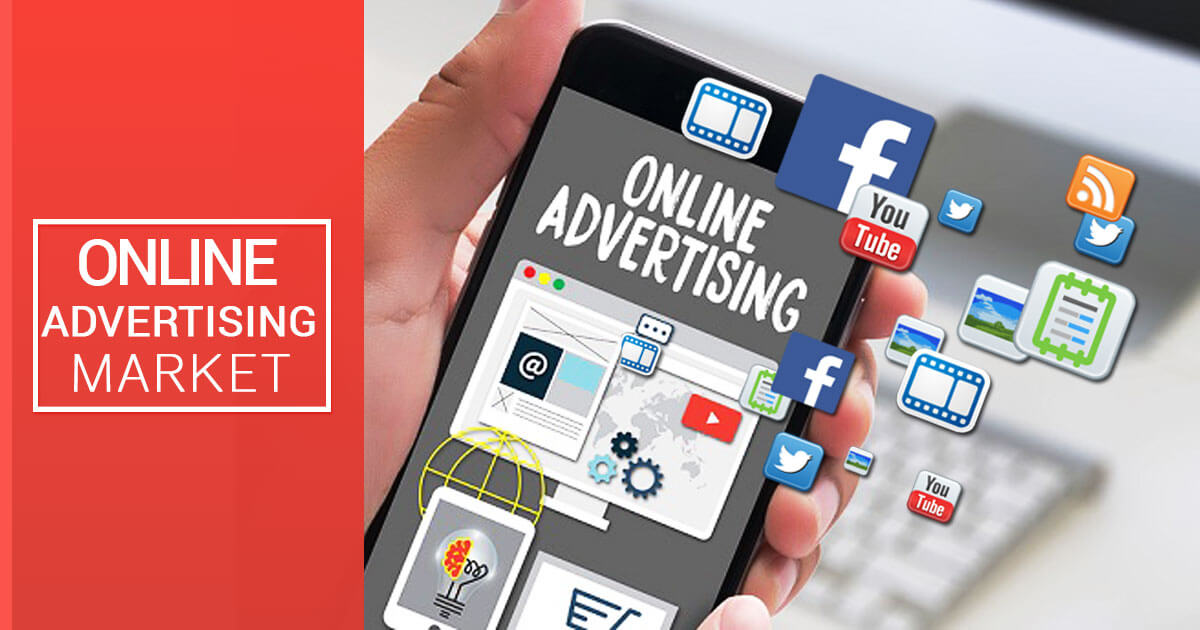 ONLINE
ADVERTISING
MARKET
ONLINE
ADVERTISING
f
You
Tube
@
f
You
Tube